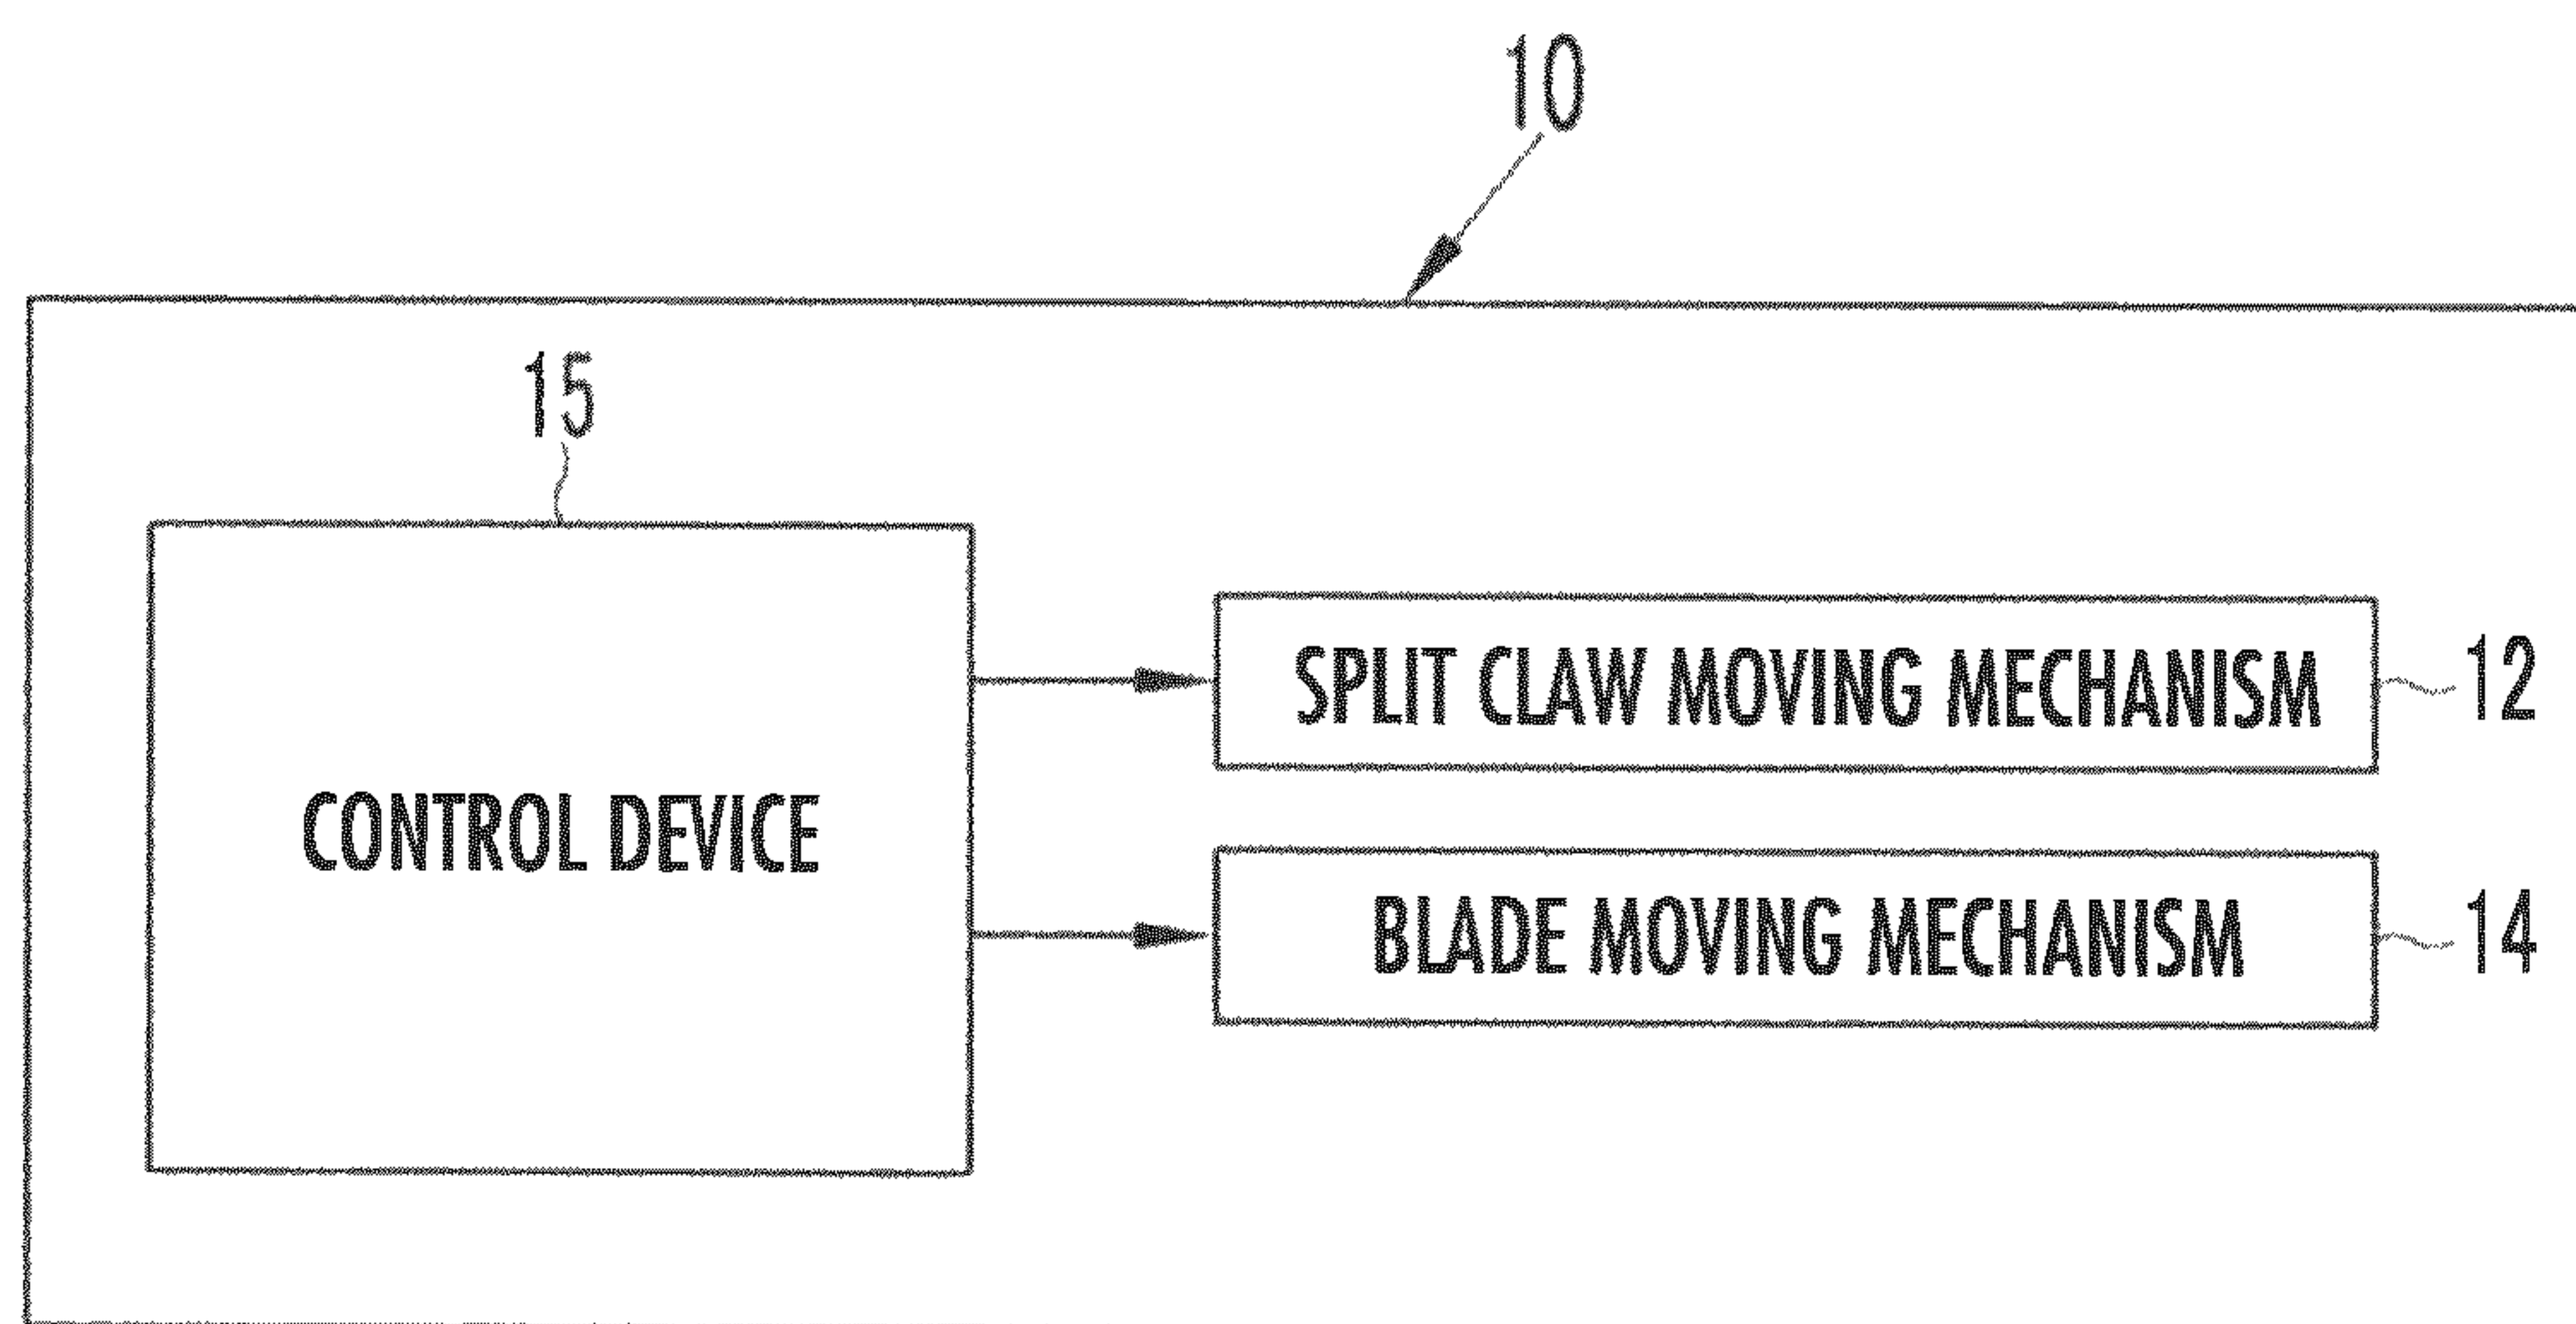 10
15
SPLIT CLAW MOVING MECHANISM
12
CONTROL DEVICE
BLADE MOVING MECHANISM
14